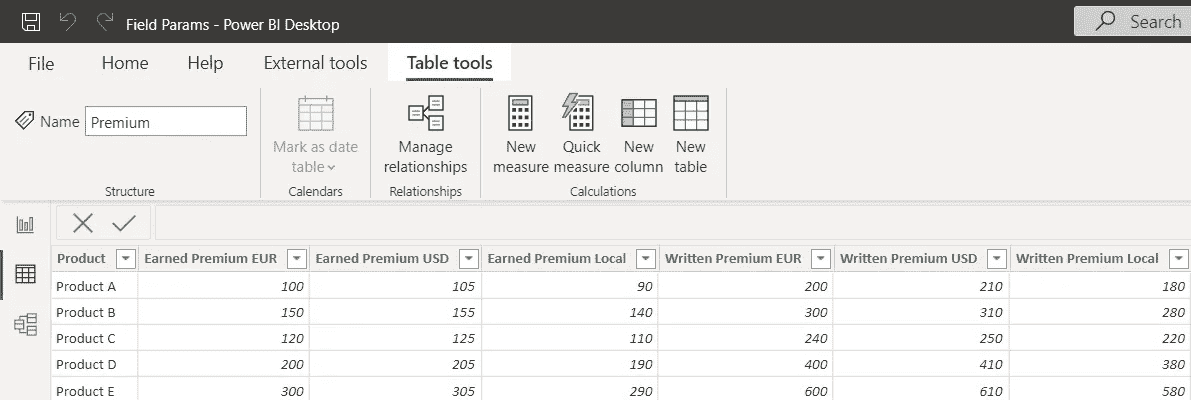 Field Params - Power BI Desktop
Search
File Home Help External tools Table tools
Name Premium
Mark as date table
Manage relationships
New measure
Quick measure
New column
New table
Structure Calendars Relationships Calculations
Product Earned Premium EUR Earned Premium USD Earned Premium Local Written Premium EUR Written Premium USD Written Premium Local
Product A 100 105 90 200 210 180
Product B 150 155 140 300 310 280
Product C 120 125 110 240 250 220
Product D 200 205 190 400 410 380
Product E 300 305 290 600 610 580